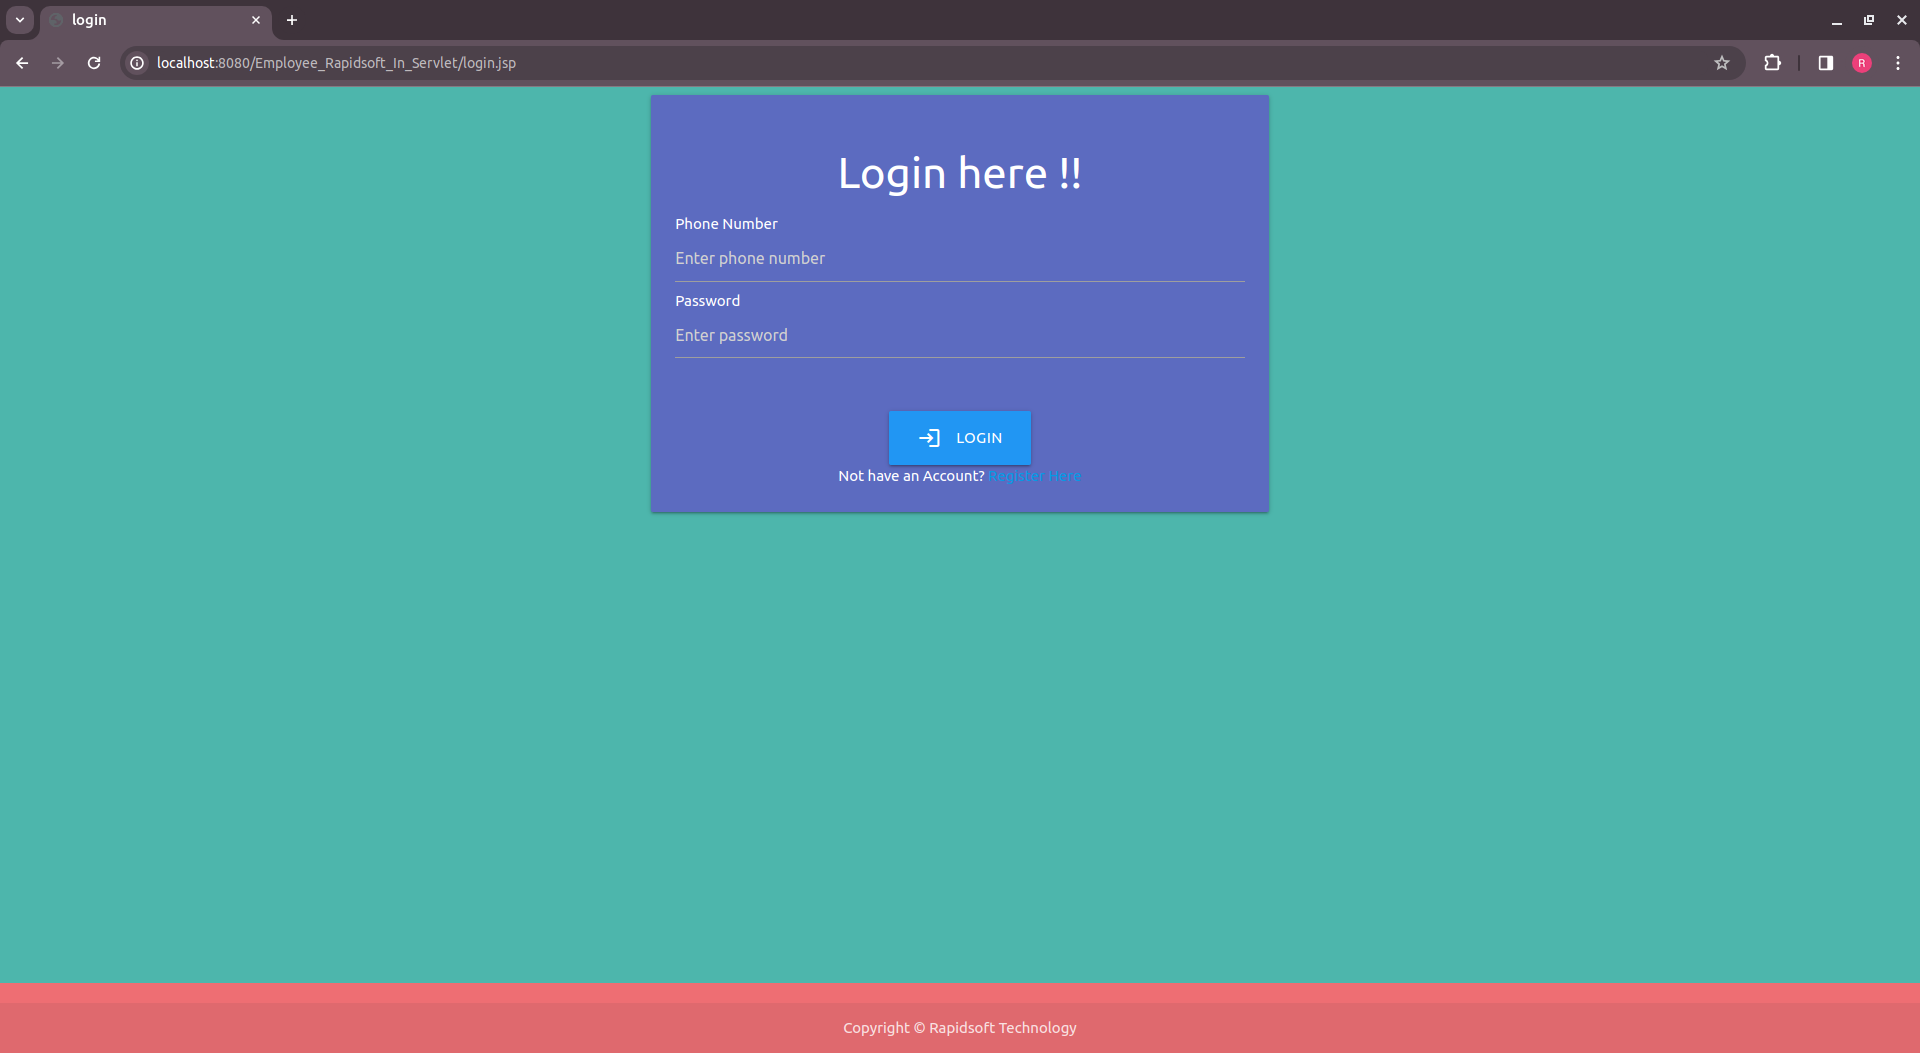 login
localhost:8080/Employee_Rapidsoft_In_Servlet/login.jsp
R
Login here !!
Phone Number
Enter phone number
Password
Enter password
LOGIN
Not have an Account? Register Here
Copyright © Rapidsoft Technology